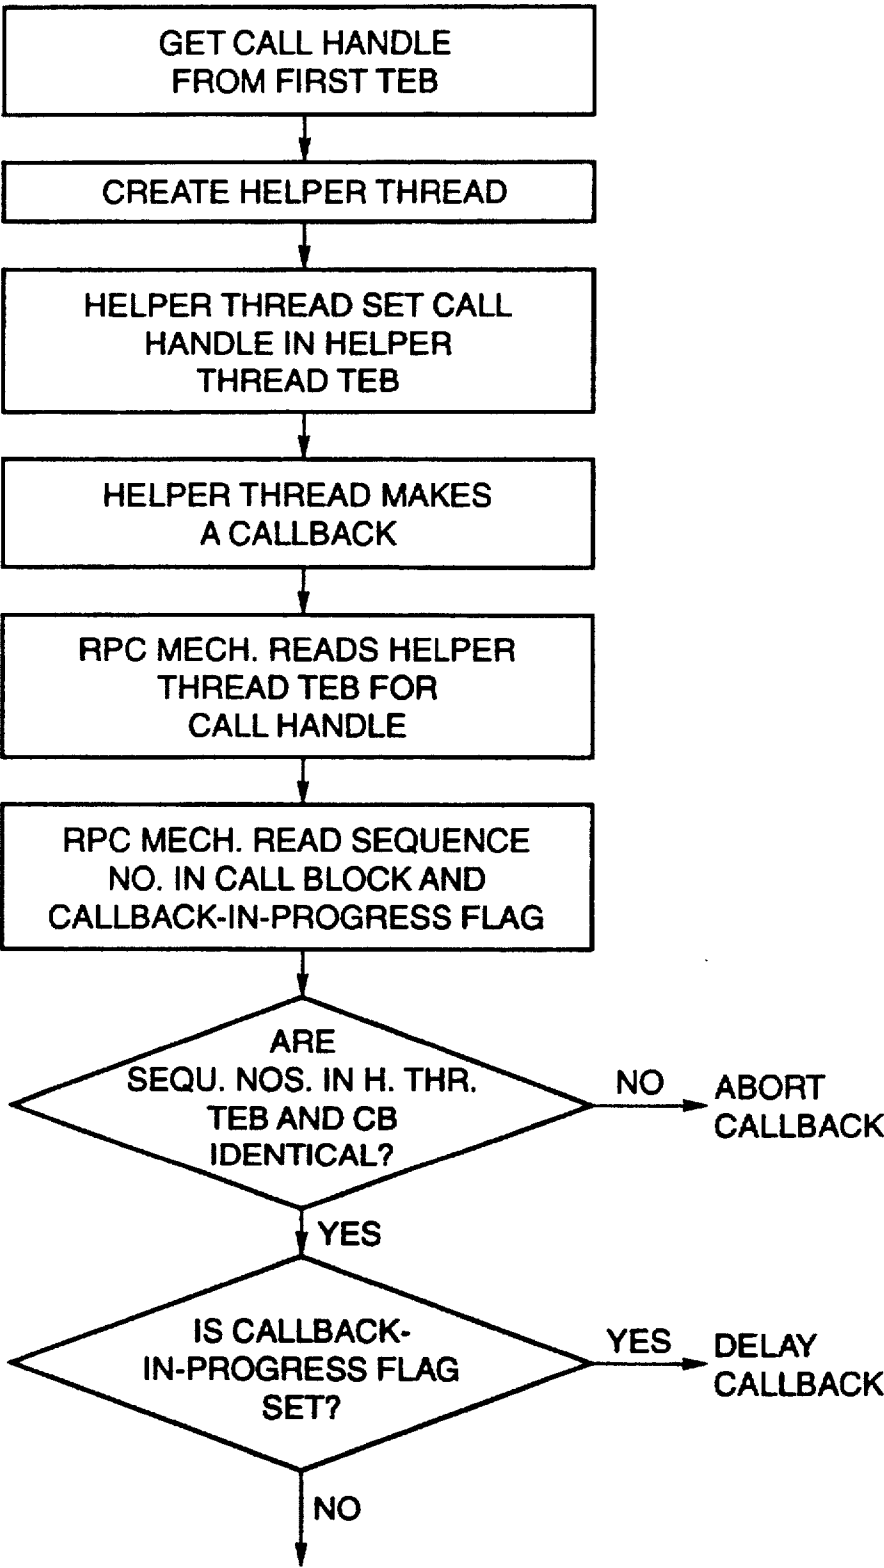 GET CALL HANDLE
FROM FIRST TEB
CREATE HELPER THREAD
HELPER THREAD SET CALL
HANDLE IN HELPER
THREAD TEB
HELPER THREAD MAKES
A CALLBACK
RPC MECH. READS HELPER
THREAD TEB FOR
CALL HANDLE
RPC MECH. READ SEQUENCE
NO. IN CALL BLOCK AND
CALLBACK-IN-PROGRESS FLAG
ARE
SEQU. NOS. IN H. THR.
TEB AND CB
IDENTICAL?
NO
ABORT
CALLBACK
YES
IS CALLBACK-
IN-PROGRESS FLAG
SET?
YES
DELAY
CALLBACK
NO